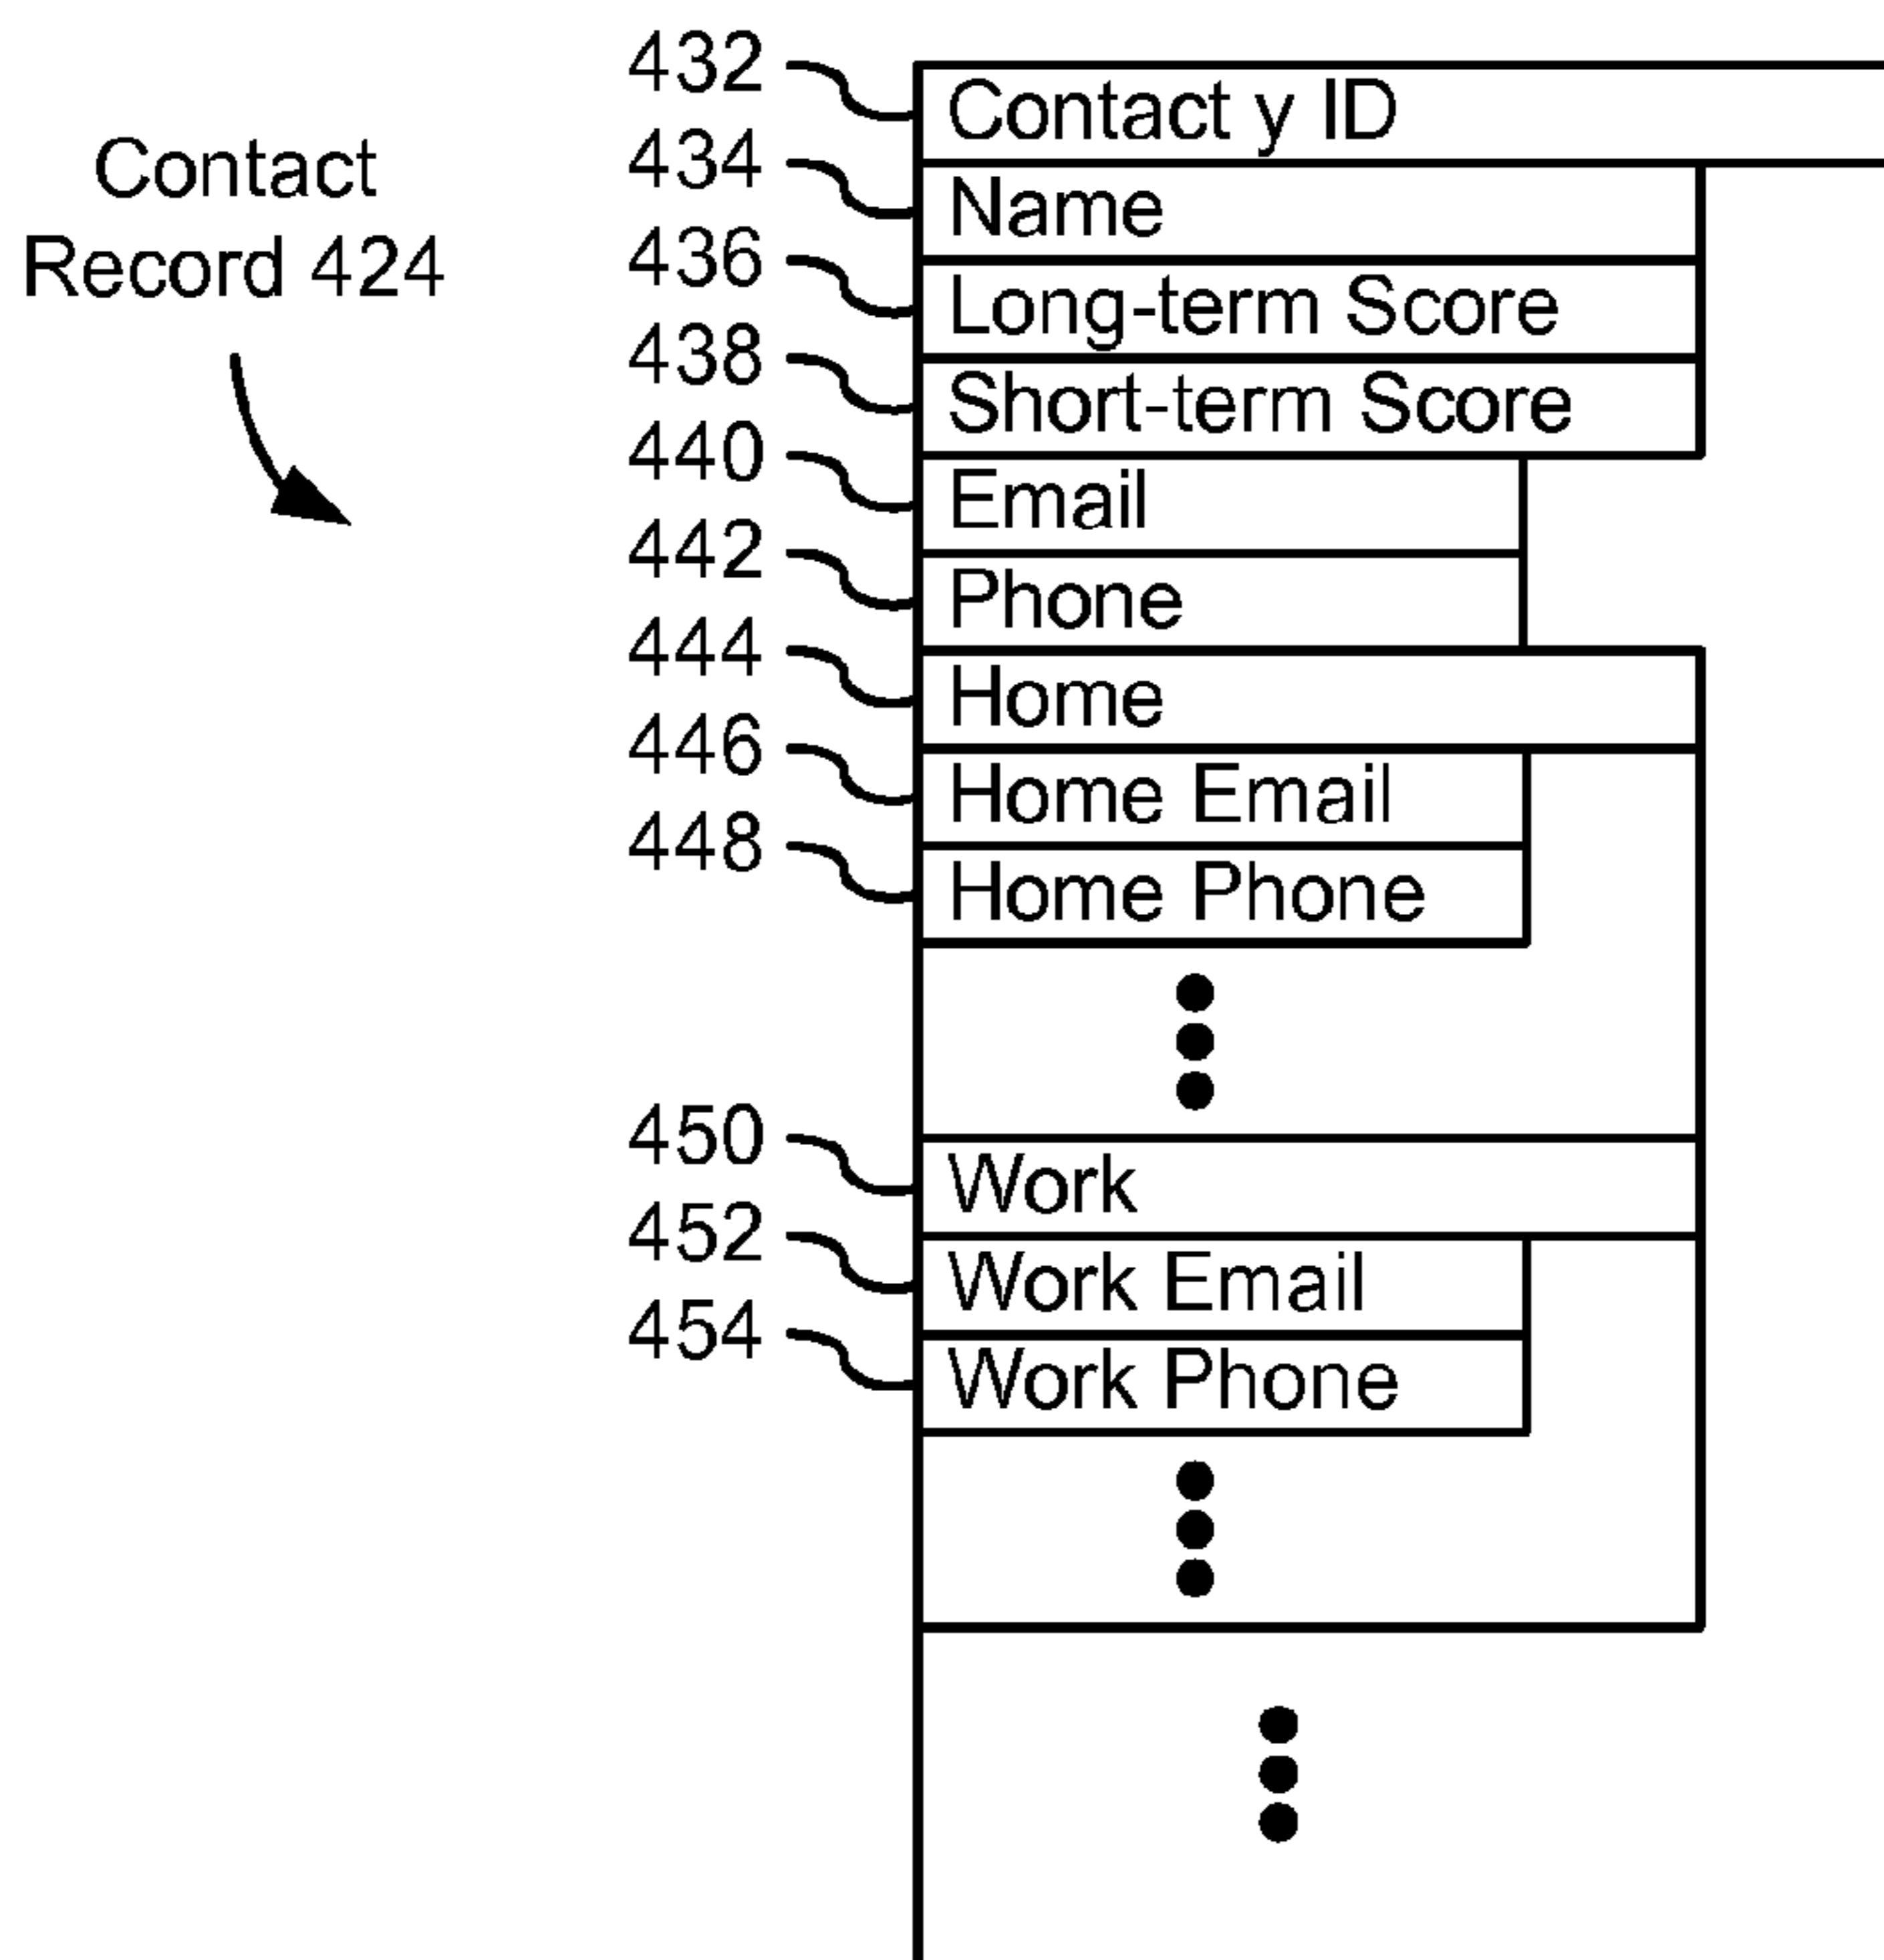 Contact
Record 424
432 Contact y ID
434 Name
436 Long-term Score
438 Short-term Score
440 Email
442 Phone
444 Home
446 Home Email
448 Home Phone
450 Work
452 Work Email
454 Work Phone